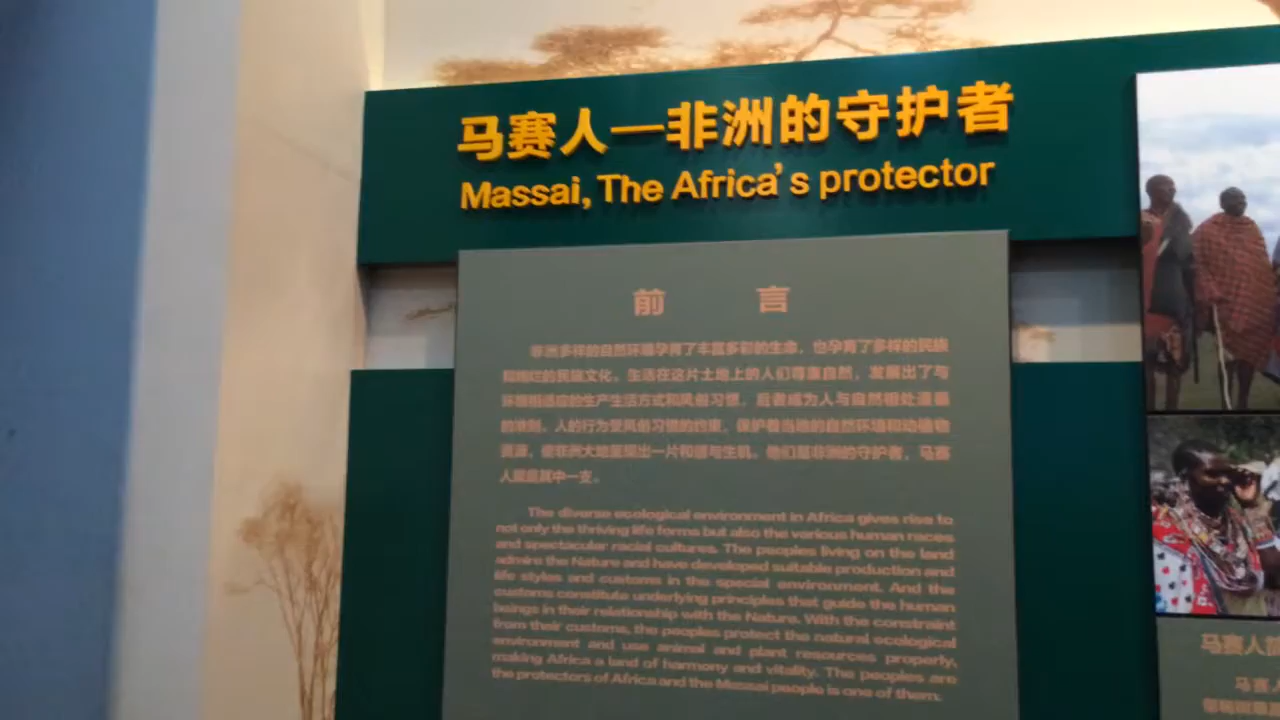 马赛人—非洲的守护者
Massai, The Africa's protector
前 言
非洲多样的自然环境孕育了丰富多彩的生命，也孕育了多样的民族
和绚烂的民族文化。生活在这片土地上的人们尊重自然，发展出了与
环境相适应的生产生活方式和风俗习惯，后者成为人与自然相处遵循
的准则。人的行为受风俗习惯的约束，保护着当地的自然环境和动植物
资源，使非洲大地呈现出一片和谐与生机。他们是非洲的守护者，马赛
人就是其中一支。
The diverse ecological environment in Africa gives rise to
not only the thriving life forms but also the various human races
and spectacular racial cultures. The peoples living on the land
admire the Nature and have developed suitable production and
life styles and customs in the special environment. And the
customs constitute underlying principles that guide the human
beings in their relationship with the Nature. With the constraint
from their customs, the peoples protect the natural ecological
environment and use animal and plant resources properly,
making Africa a land of harmony and vitality. The peoples are
the protectors of Africa and the Massai people is one of them.
马赛人
马赛人